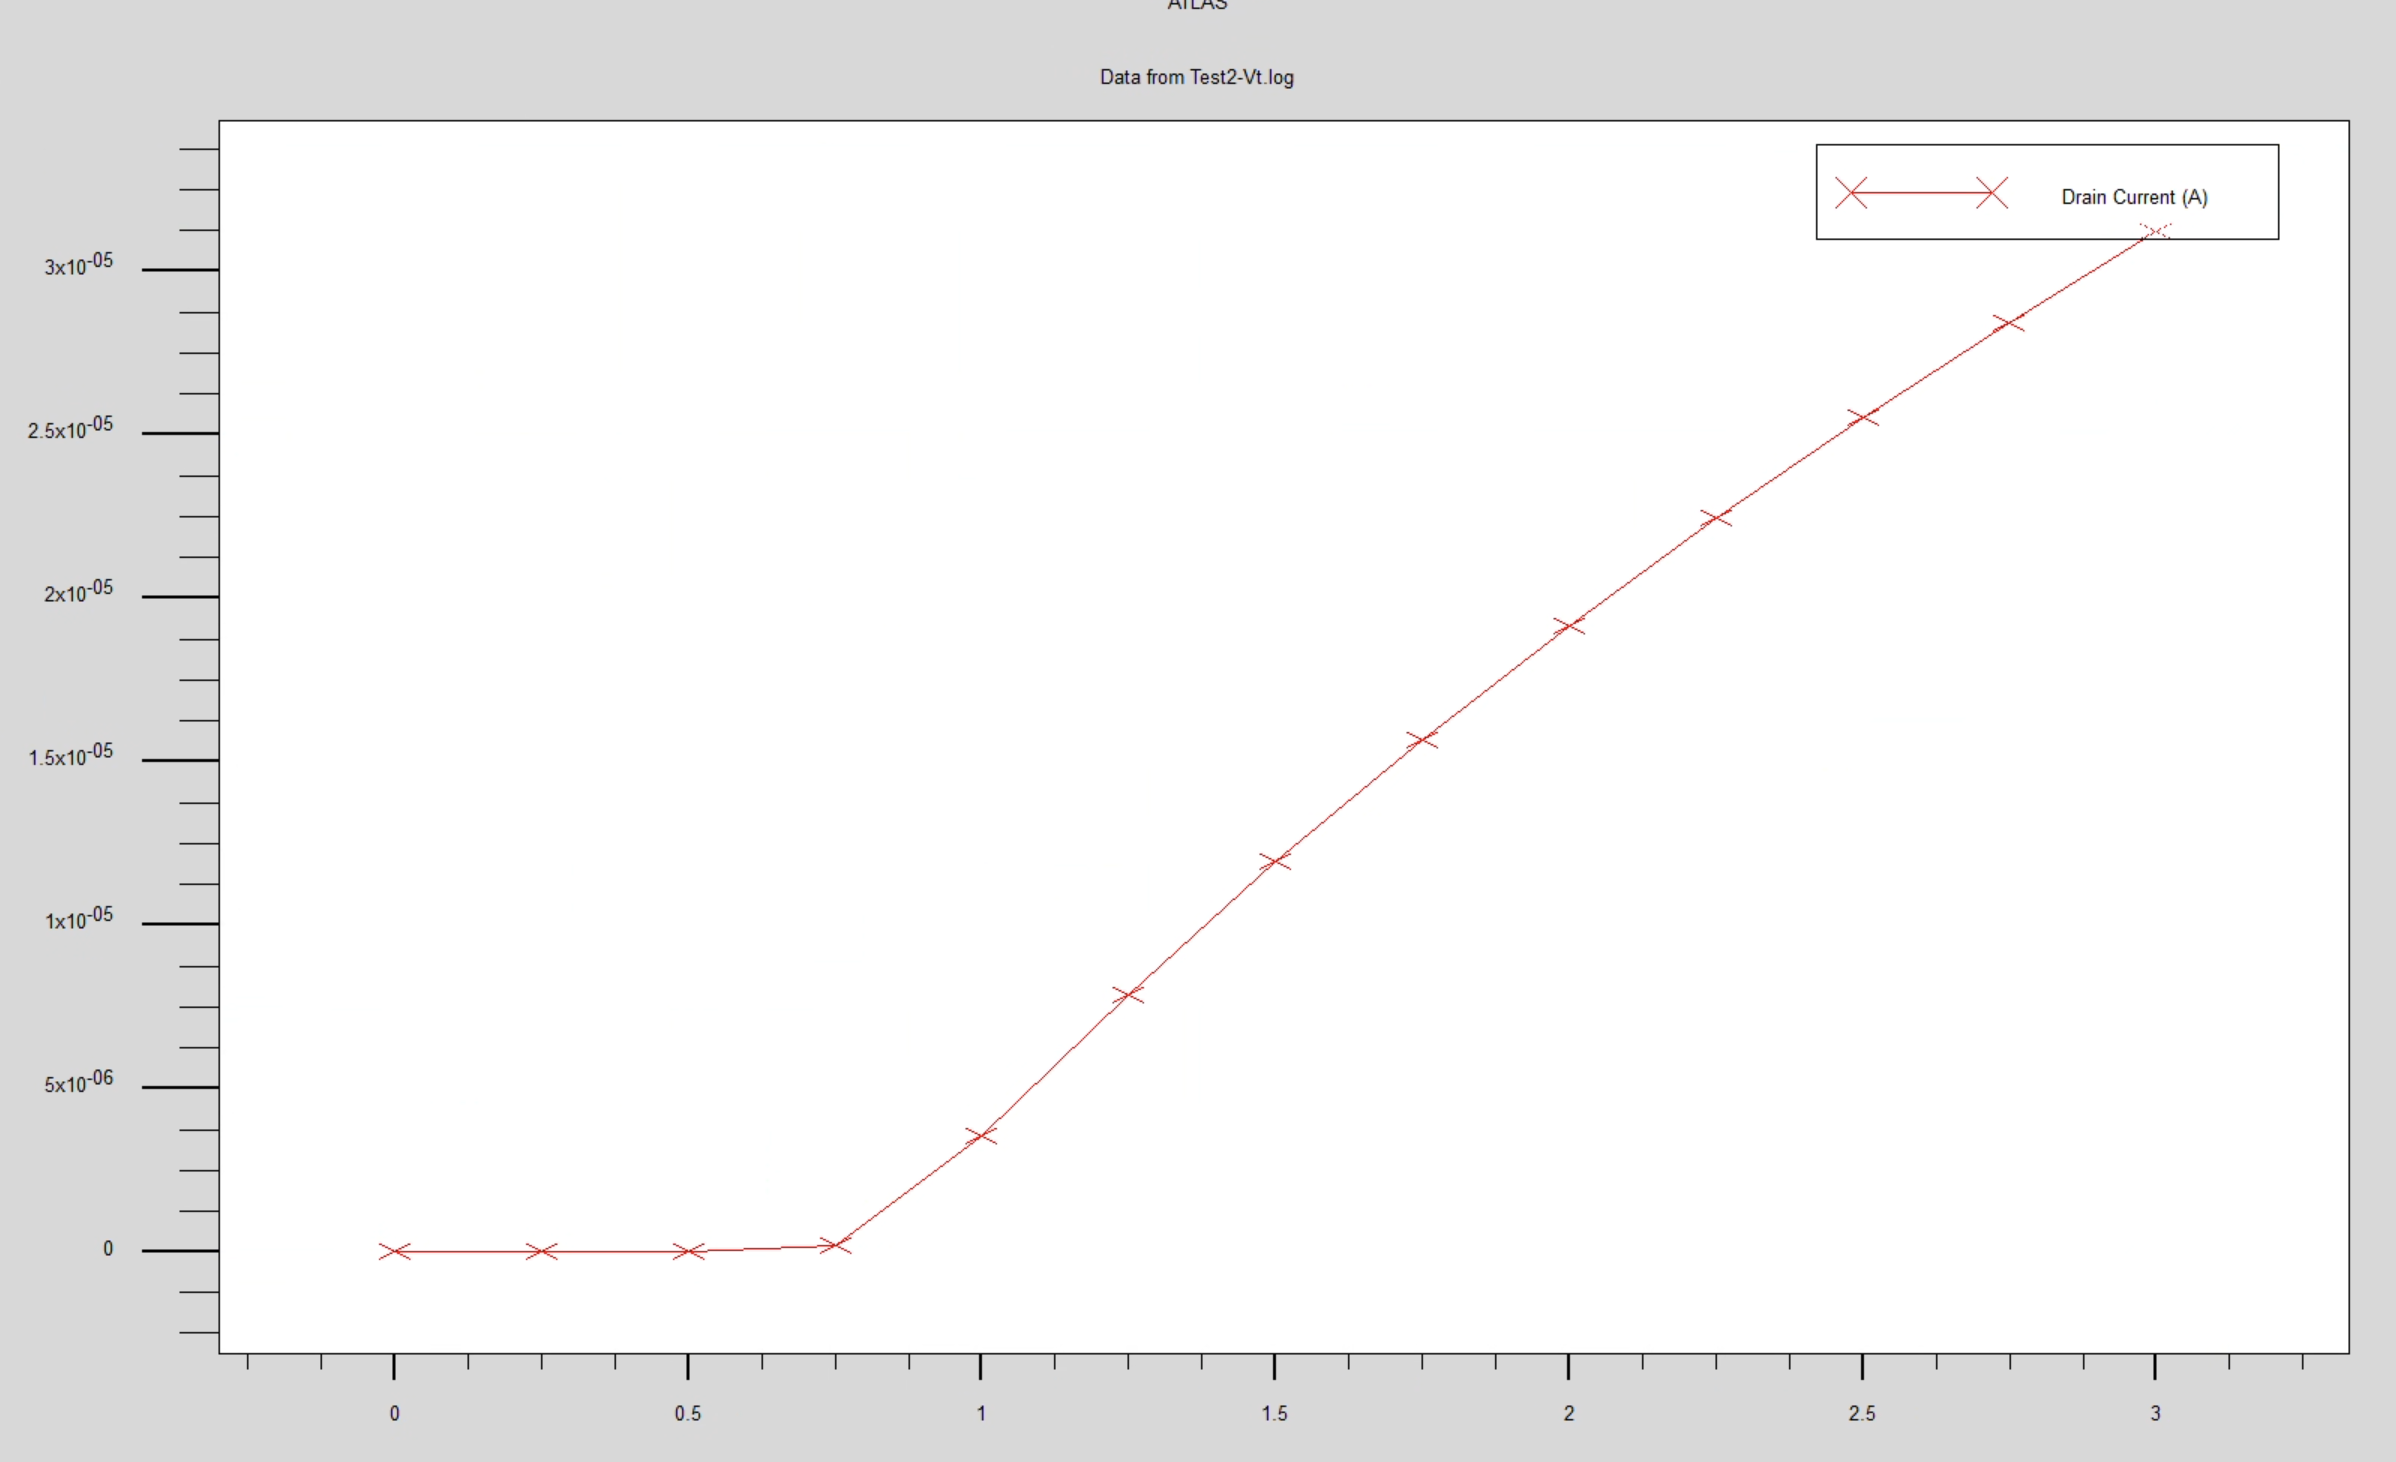 ATLAS
Data from Test2-Vt.log
Drain Current (A)
3x10-05
2.5x10-05
2x10-05
1.5x10-05
1x10-05
5x10-06
0
0 0.5 1 1.5 2 2.5 3